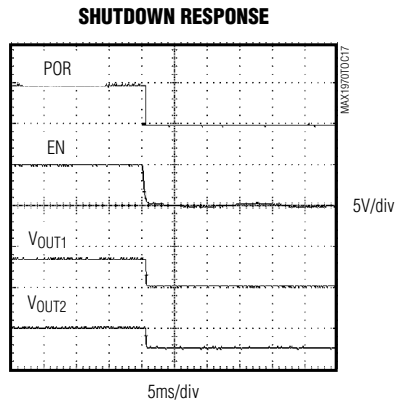 SHUTDOWN RESPONSE
MAX1970TOC17
POR
EN
5V/div
VOUT1
VOUT2
5ms/div